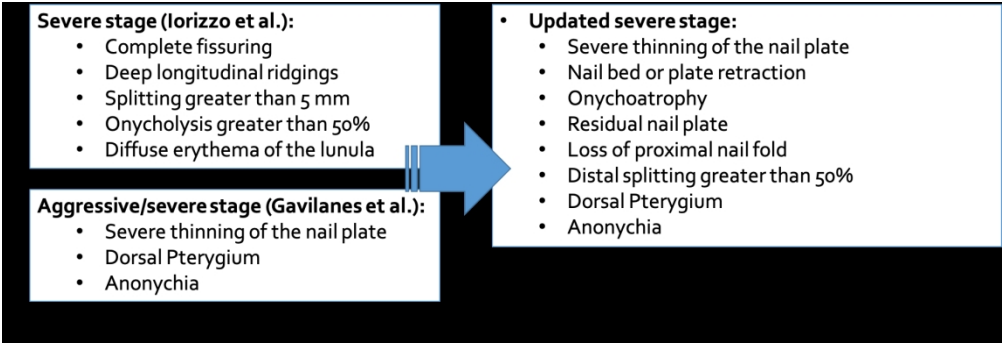 Severe stage (Iorizzo et al.):
• Complete fissuring
• Deep longitudinal ridgings
• Splitting greater than 5 mm
• Onycholysis greater than 50%
• Diffuse erythema of the lunula
Aggressive/severe stage (Gavilanes et al.):
• Severe thinning of the nail plate
• Dorsal Pterygium
• Anonychia
• Updated severe stage:
• Severe thinning of the nail plate
• Nail bed or plate retraction
• Onychoatrophy
• Residual nail plate
• Loss of proximal nail fold
• Distal splitting greater than 50%
• Dorsal Pterygium
• Anonychia